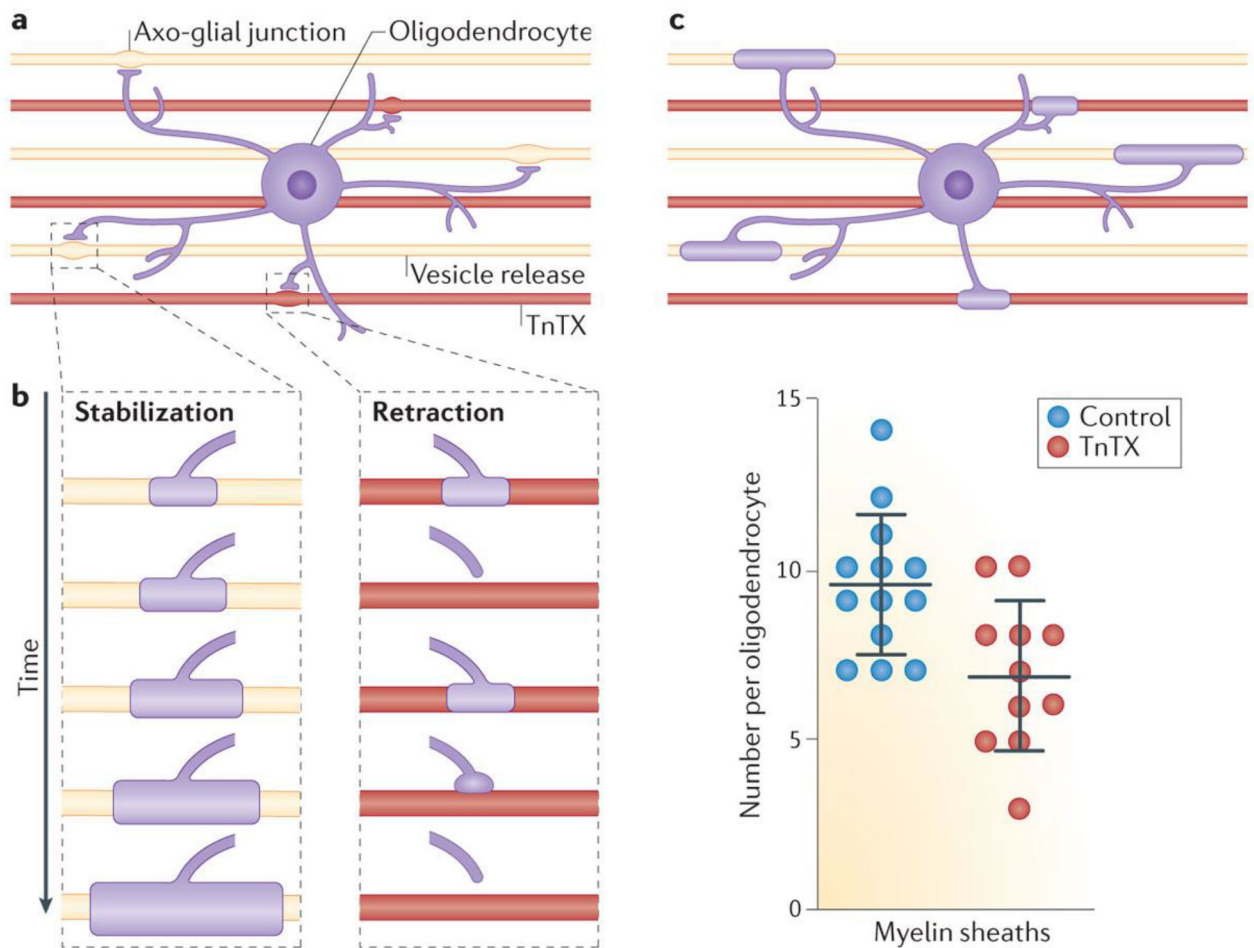 a
Axo-glial junction
Oligodendrocyte
Vesicle release
TnTX
b
Time
Stabilization
Retraction
c
Number per oligodendrocyte
15
10
5
0
Control
TnTX
Myelin sheaths